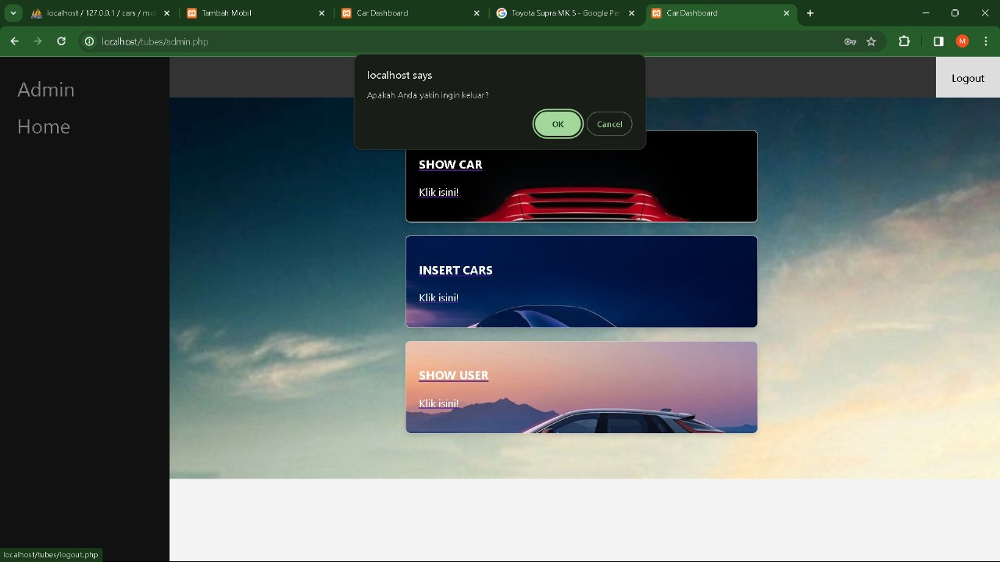 localhost / 127.0.0.1 / cars / mo
Tambah Mobil
Car Dashboard
Toyota Supra MK 5 - Google Pe
Car Dashboard
localhost/tubes/admin.php
M
Admin
Home
Logout
localhost says
Apakah Anda yakin ingin keluar?
OK
Cancel
SHOW CAR
Klik isini!
INSERT CARS
Klik isini!
SHOW USER
Klik isini!
localhost/tubes/logout.php